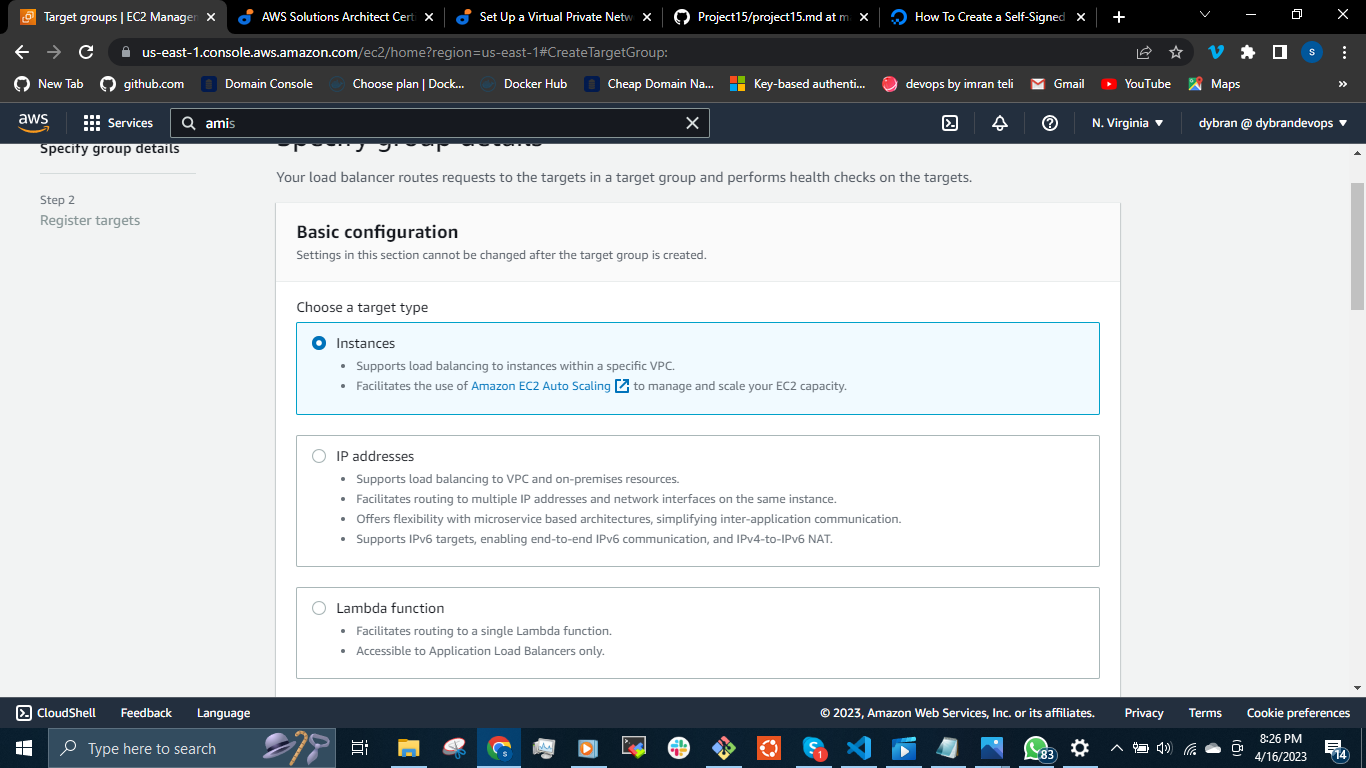 Target groups | EC2 Manager
AWS Solutions Architect Cert
Set Up a Virtual Private Netw
Project15/project15.md at ma
How To Create a Self-Signed
us-east-1.console.aws.amazon.com/ec2/home?region=us-east-1#CreateTargetGroup:
S
New Tab
github.com
Domain Console
Choose plan | Dock...
Docker Hub
Cheap Domain Na...
Key-based authenti...
devops by imran teli
Gmail
YouTube
Maps
»
aws
Services
amis
N. Virginia
dybran @ dybrandevops
Specify group details
Step 2
Register targets
Specify group details
Your load balancer routes requests to the targets in a target group and performs health checks on the targets.
Basic configuration
Settings in this section cannot be changed after the target group is created.
Choose a target type
Instances
• Supports load balancing to instances within a specific VPC.
• Facilitates the use of Amazon EC2 Auto Scaling to manage and scale your EC2 capacity.
IP addresses
• Supports load balancing to VPC and on-premises resources.
• Facilitates routing to multiple IP addresses and network interfaces on the same instance.
• Offers flexibility with microservice based architectures, simplifying inter-application communication.
• Supports IPv6 targets, enabling end-to-end IPv6 communication, and IPv4-to-IPv6 NAT.
Lambda function
• Facilitates routing to a single Lambda function.
• Accessible to Application Load Balancers only.
CloudShell
Feedback
Language
© 2023, Amazon Web Services, Inc. or its affiliates.
Privacy
Terms
Cookie preferences
Type here to search
1
83
8:26 PM
4/16/2023
14